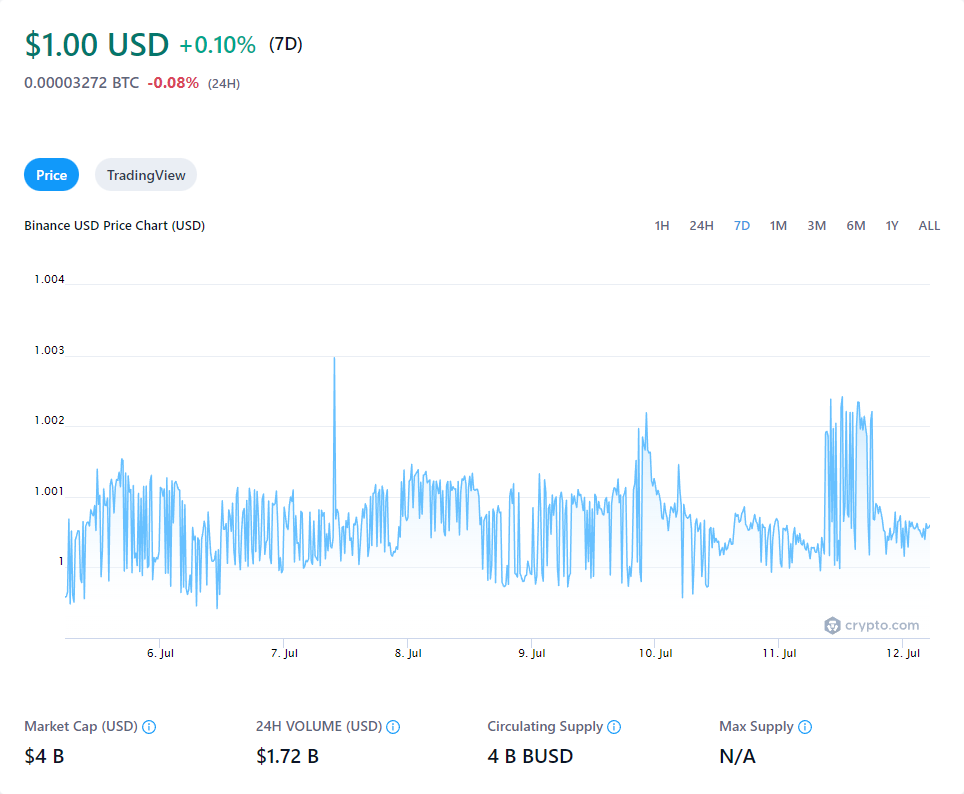 $1.00 USD +0.10% (7D)
0.00003272 BTC -0.08% (24H)
Price TradingView
Binance USD Price Chart (USD) 1H 24H 7D 1M 3M 6M 1Y ALL
1.004
1.003
1.002
1.001
1
crypto.com
6. Jul 7. Jul 8. Jul 9. Jul 10. Jul 11. Jul 12. Jul
Market Cap (USD) 24H VOLUME (USD) Circulating Supply Max Supply
$4 B $1.72 B 4 B BUSD N/A